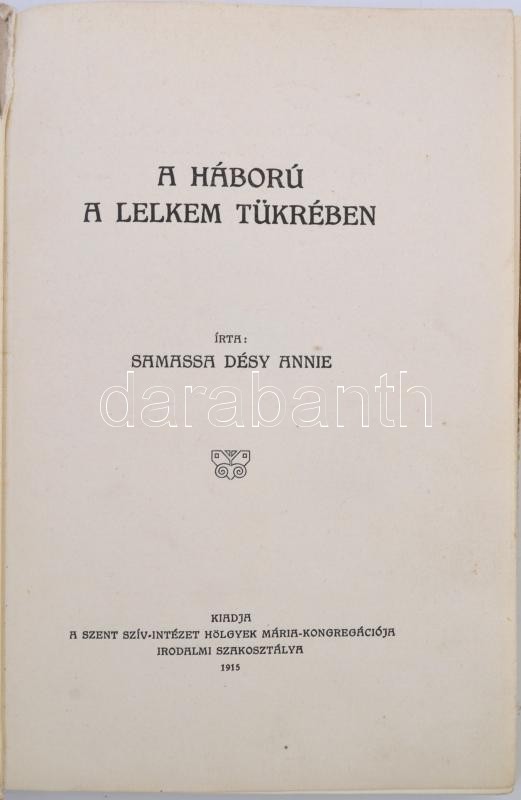 A HÁBORÚ
A LELKEM TÜKRÉBEN
ÍRTA:
SAMASSA DÉSY ANNIE
darabanth
KIADJA
A SZENT SZÍV-INTÉZET HÖLGYEK MÁRIA-KONGREGÁCIÓJA
IRODALMI SZAKOSZTÁLYA
1915